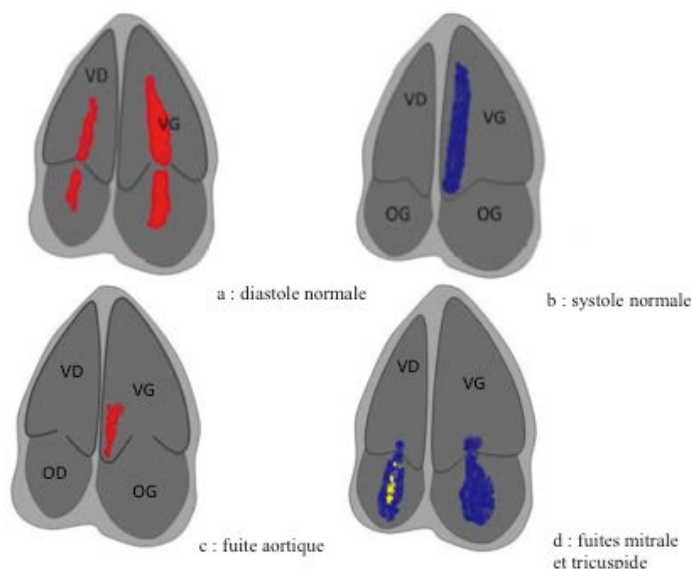 VD
VG
a : diastole normale
VD
VG
OG
OG
b : systole normale
VD
VG
OD
OG
c : fuite aortique
VD
VG
d : fuites mitrale
et tricuspide